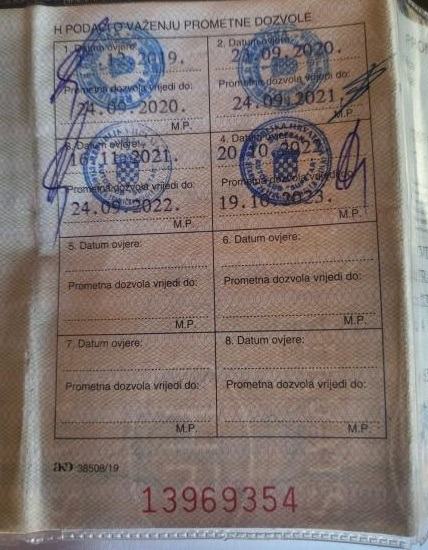 H PODACI O VAŽENJU PROMETNE DOZVOLE
1. Datum ovjere:
2019.
Prometna dozvola vrijedi do:
24.09.2020.
M.P.
2. Datum ovjere:
09.2020.
Prometna dozvola vrijedi do:
24.09.2021.
M.P.
3. Datum ovjere:
16.11.2021.
Prometna dozvola vrijedi do:
24.09.2022.
M.P.
4. Datum ovjere:
20.10.2022.
Prometna dozvola vrijedi do:
19.10.2023.
M.P.
5. Datum ovjere:
Prometna dozvola vrijedi do:
M.P.
6. Datum ovjere:
Prometna dozvola vrijedi do:
M.P.
7. Datum ovjere:
Prometna dozvola vrijedi do:
M.P.
8. Datum ovjere:
Prometna dozvola vrijedi do:
M.P.
38508/19
13969354